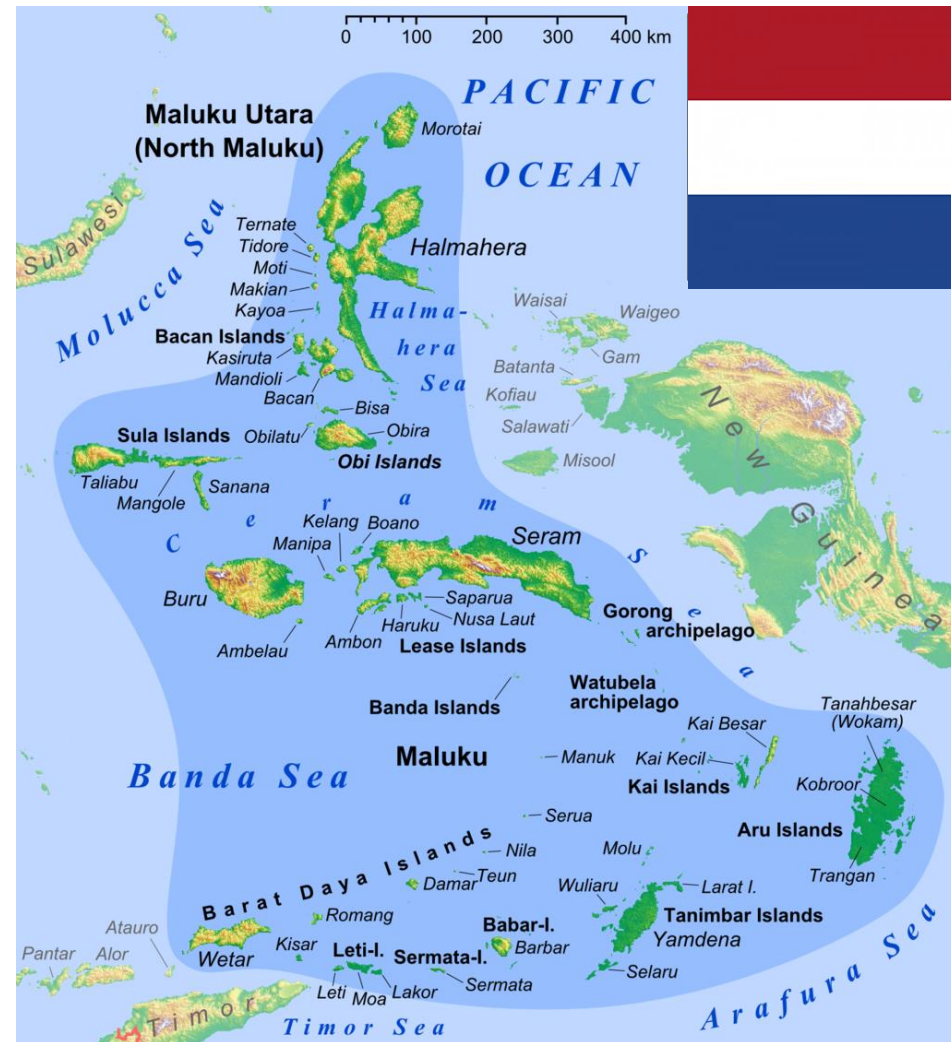 0 100 200 300 400 km
PACIFIC
OCEAN
Maluku Utara
(North Maluku)
Morotai
Sulawesi
Molucca Sea
Ternate
Tidore
Moti
Makian
Kayoa
Halmahera
Halma-
hera
Sea
Bacan Islands
Kasiruta
Mandioli
Bacan
Waisai
Waigeo
Gam
Batanta
Kofiau
Salawati
Misool
New Guinea
Bisa
Obilatu
Obira
Obi Islands
Sula Islands
Taliabu
Mangole
Sanana
Ceram Sea
Kelang
Boano
Manipa
Seram
Buru
Ambelau
Ambon
Haruku
Saparua
Nusa Laut
Lease Islands
Gorong
archipelago
Banda Islands
Watubela
archipelago
Maluku
Manuk
Kai Besar
Kai Kecil
Kai Islands
Tanahbesar
(Wokam)
Kobroor
Aru Islands
Trangan
Banda Sea
Serua
Nila
Teun
Damar
Barat Daya Islands
Romang
Wetar
Kisar
Atauro
Pantar
Alor
Leti-I.
Leti
Moa
Lakor
Sermata-I.
Sermata
Babar-I.
Barbar
Molu
Wuliaru
Larat I.
Tanimbar Islands
Yamdena
Selaru
Timor
Timor Sea
Arafura Sea